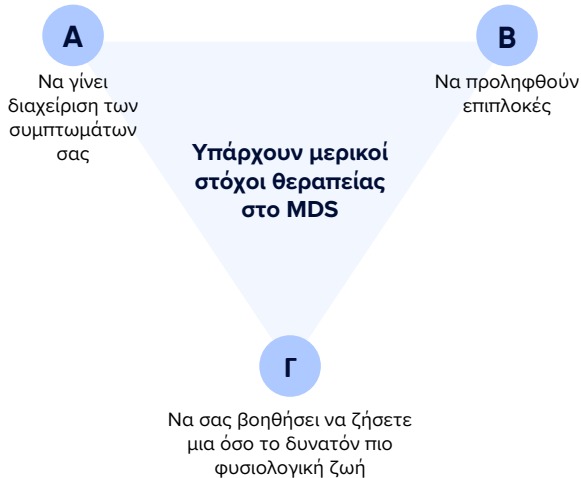 Α
Να γίνει
διαχείριση των
συμπτωμάτων
σας
Β
Να προληφθούν
επιπλοκές
Υπάρχουν μερικοί
στόχοι θεραπείας
στο MDS
Γ
Να σας βοηθήσει να ζήσετε
μια όσο το δυνατόν πιο
φυσιολογική ζωή